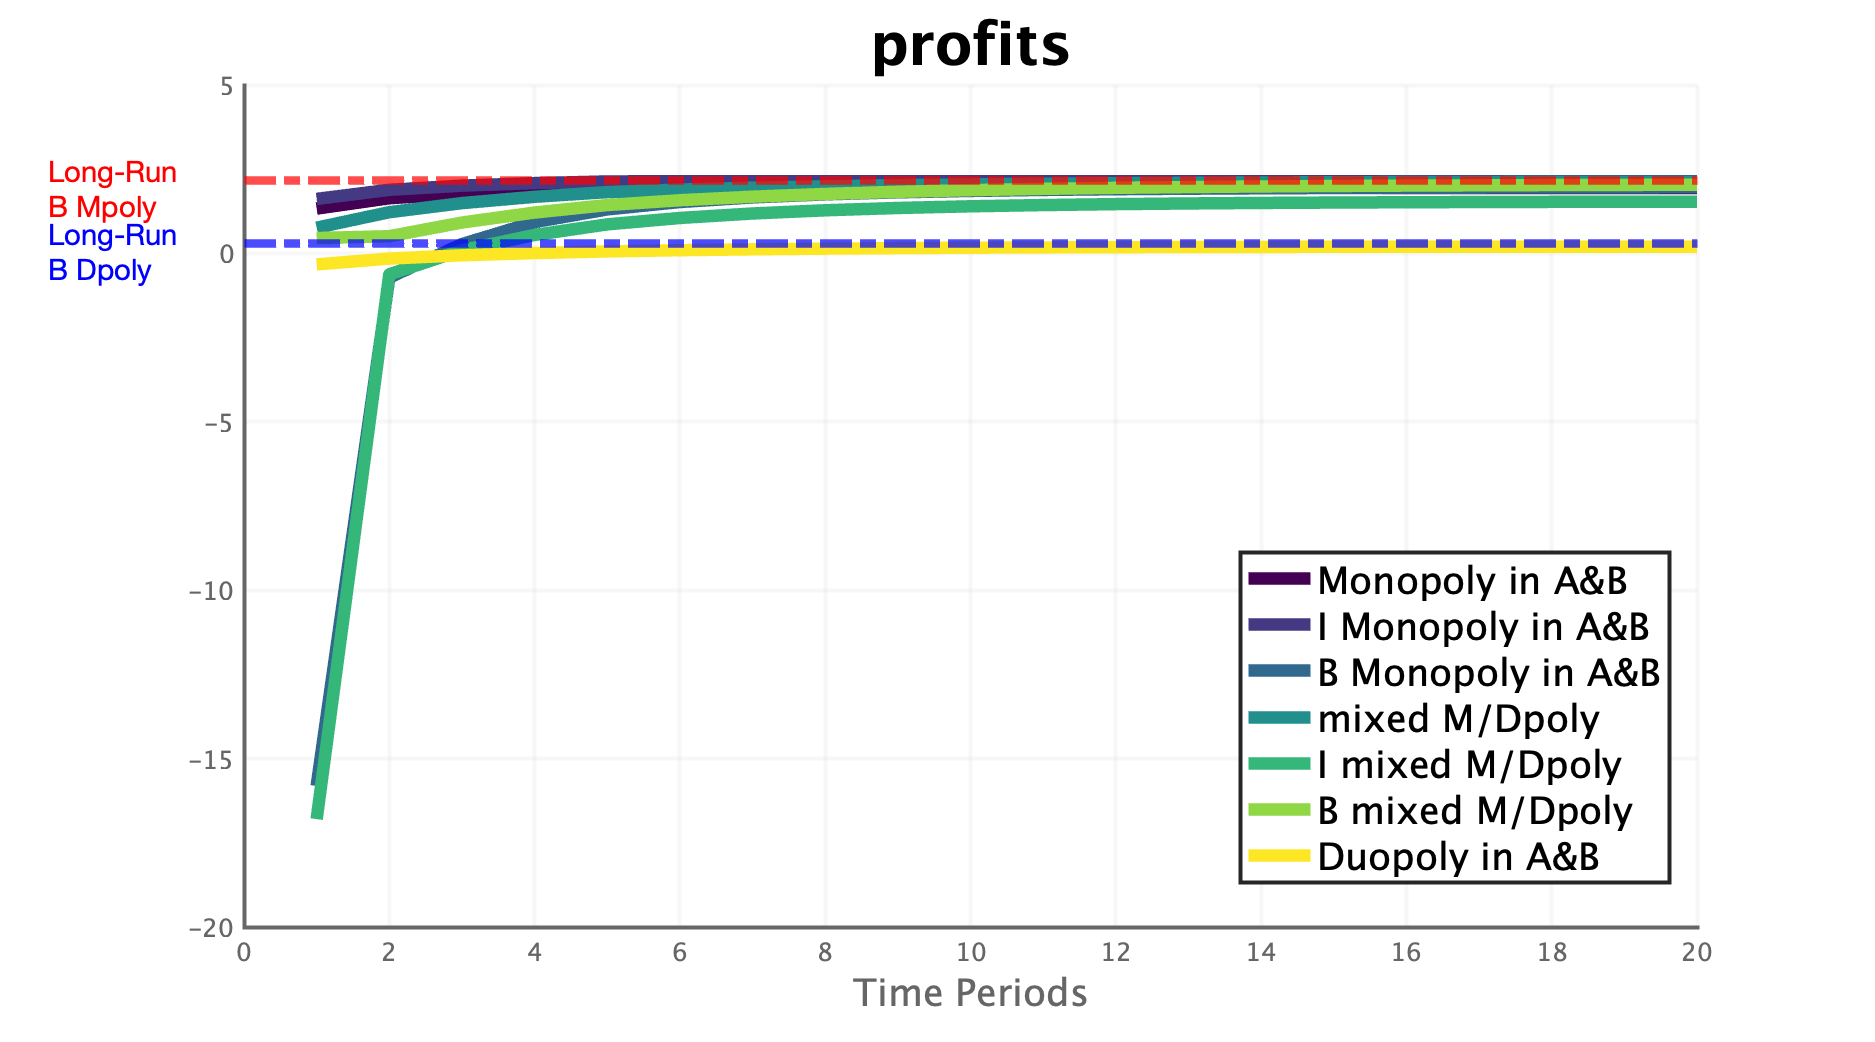 profits
5
Long-Run
B Mpoly
Long-Run
0
B Dpoly
−5
−10
−15
−20
0 2 4 6 8 10 12 14 16 18 20
Time Periods
Monopoly in A&B
I Monopoly in A&B
B Monopoly in A&B
mixed M/Dpoly
I mixed M/Dpoly
B mixed M/Dpoly
Duopoly in A&B